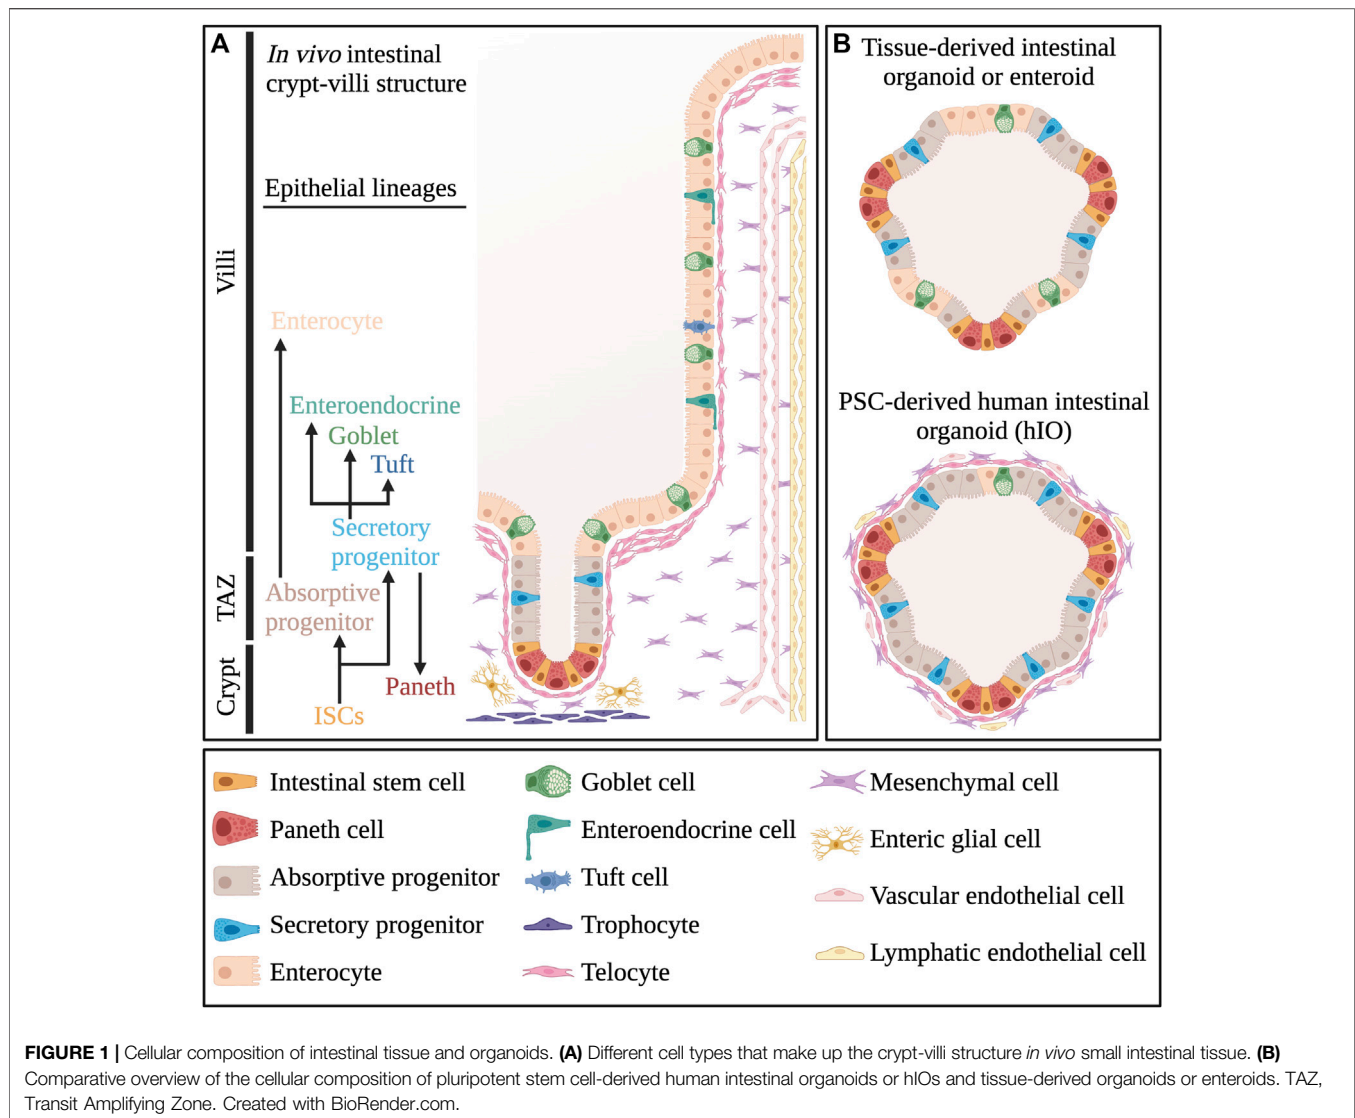 A
In vivo intestinal
crypt-villi structure
Epithelial lineages
Villi
TAZ
Crypt
Enterocyte
Enteroendocrine
Goblet
Tuft
Secretory
progenitor
Absorptive
progenitor
Paneth
ISCs
B
Tissue-derived intestinal
organoid or enteroid
PSC-derived human intestinal
organoid (hIO)
Intestinal stem cell
Paneth cell
Absorptive progenitor
Secretory progenitor
Enterocyte
Goblet cell
Enteroendocrine cell
Tuft cell
Trophocyte
Telocyte
Mesenchymal cell
Enteric glial cell
Vascular endothelial cell
Lymphatic endothelial cell
FIGURE 1 | Cellular composition of intestinal tissue and organoids. (A) Different cell types that make up the crypt-villi structure in vivo small intestinal tissue. (B)
Comparative overview of the cellular composition of pluripotent stem cell-derived human intestinal organoids or hIOs and tissue-derived organoids or enteroids. TAZ,
Transit Amplifying Zone. Created with BioRender.com.